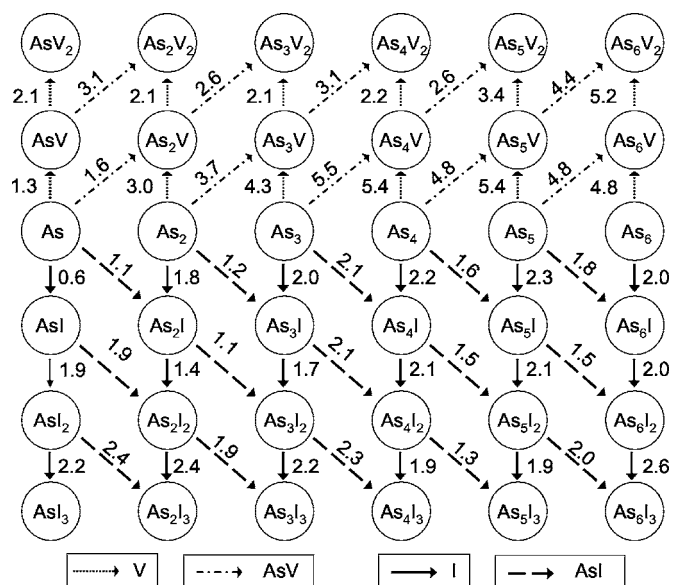 AsV₂ As₂V₂ As₃V₂ As₄V₂ As₅V₂ As₆V₂
2.1 3.1 2.1 2.6 2.1 3.1 2.2 2.6 3.4 4.4 5.2
AsV As₂V As₃V As₄V As₅V As₆V
1.3 1.6 3.0 3.7 4.3 5.5 5.4 4.8 5.4 4.8 4.8
As As₂ As₃ As₄ As₅ As₆
0.6 1.1 1.8 1.2 2.0 2.1 2.2 1.6 2.3 1.8 2.0
AsI As₂I As₃I As₄I As₅I As₆I
1.9 1.9 1.4 1.1 1.7 2.1 2.1 1.5 2.1 1.5 2.0
AsI₂ As₂I₂ As₃I₂ As₄I₂ As₅I₂ As₆I₂
2.2 2.4 2.4 1.9 2.2 2.3 1.9 1.3 1.9 2.0 2.6
AsI₃ As₂I₃ As₃I₃ As₄I₃ As₅I₃ As₆I₃
V AsV I AsI